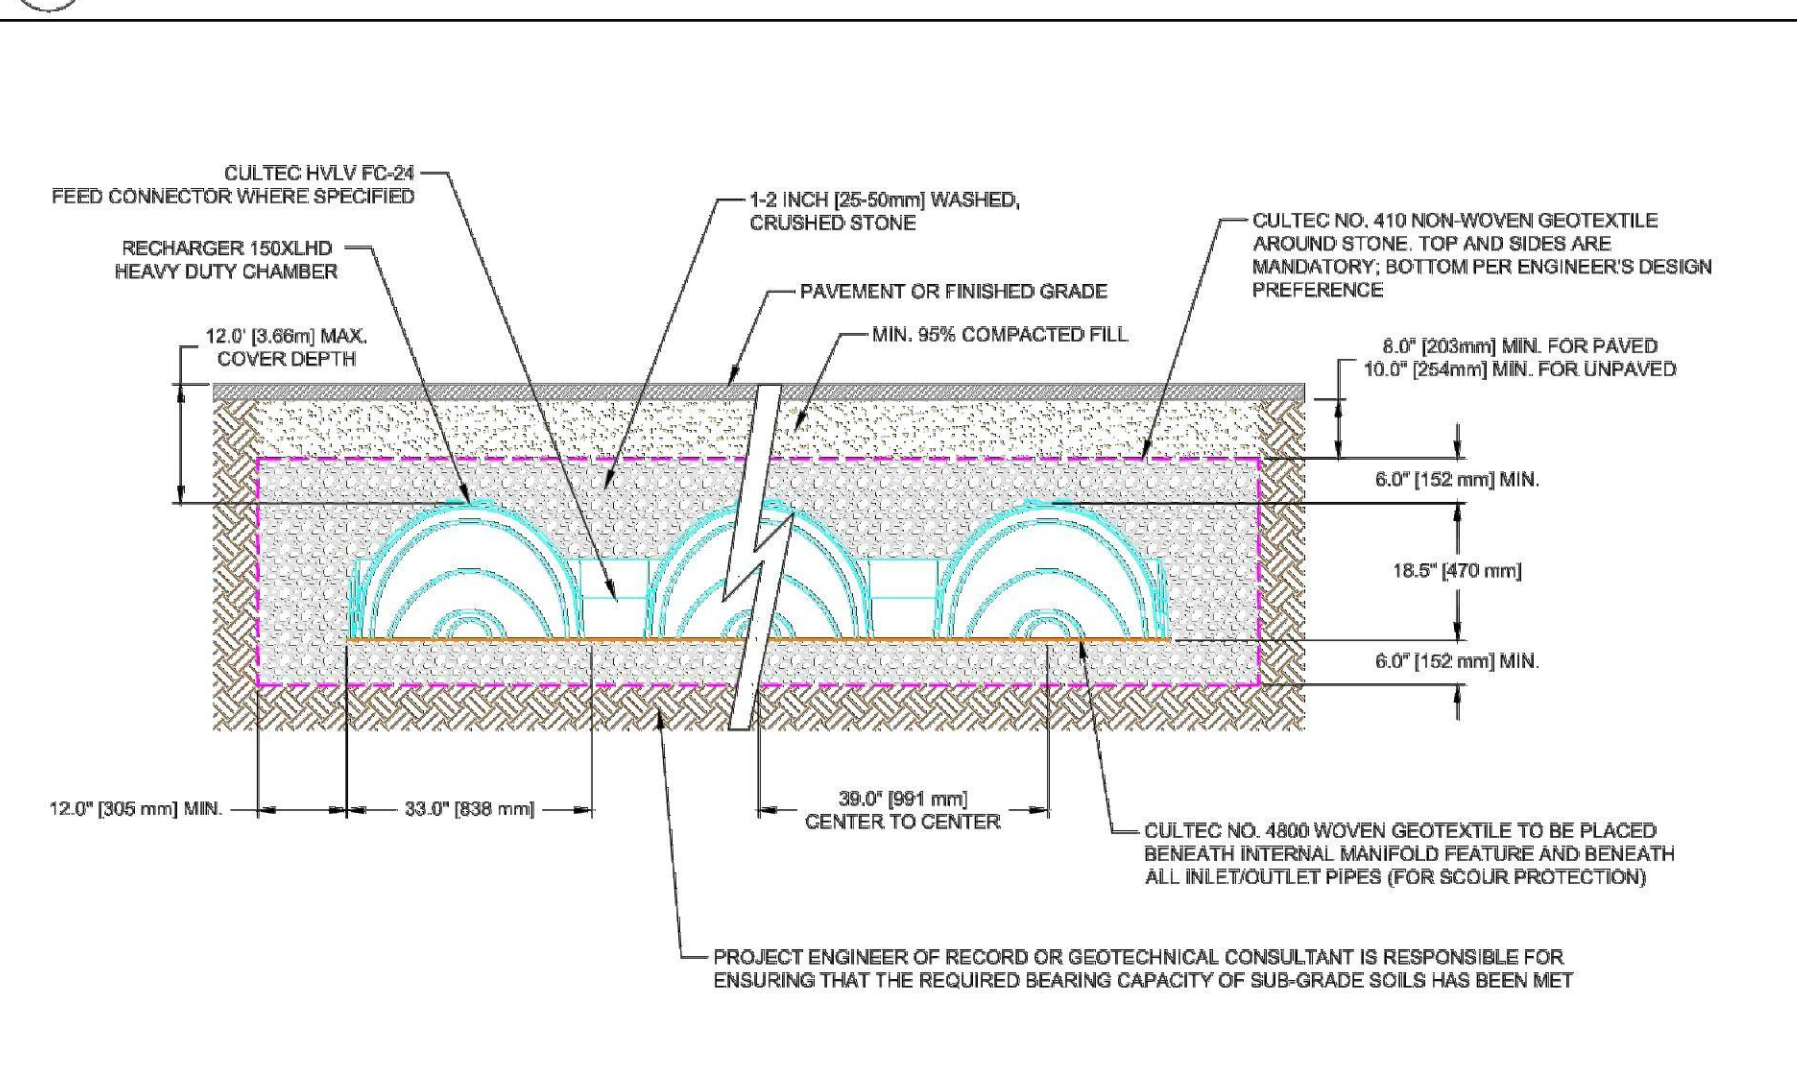 CULTEC HVLV FC-24
FEED CONNECTOR WHERE SPECIFIED
RECHARGER 150XLHD
HEAVY DUTY CHAMBER
12.0' [3.66m] MAX.
COVER DEPTH
1-2 INCH [25-50mm] WASHED,
CRUSHED STONE
PAVEMENT OR FINISHED GRADE
MIN. 95% COMPACTED FILL
CULTEC NO. 410 NON-WOVEN GEOTEXTILE
AROUND STONE. TOP AND SIDES ARE
MANDATORY; BOTTOM PER ENGINEER'S DESIGN
PREFERENCE
8.0" [203mm] MIN. FOR PAVED
10.0" [254mm] MIN. FOR UNPAVED
6.0" [152 mm] MIN.
18.5" [470 mm]
6.0" [152 mm] MIN.
12.0" [305 mm] MIN.
33.0" [838 mm]
39.0" [991 mm]
CENTER TO CENTER
CULTEC NO. 4800 WOVEN GEOTEXTILE TO BE PLACED
BENEATH INTERNAL MANIFOLD FEATURE AND BENEATH
ALL INLET/OUTLET PIPES (FOR SCOUR PROTECTION)
PROJECT ENGINEER OF RECORD OR GEOTECHNICAL CONSULTANT IS RESPONSIBLE FOR
ENSURING THAT THE REQUIRED BEARING CAPACITY OF SUB-GRADE SOILS HAS BEEN MET